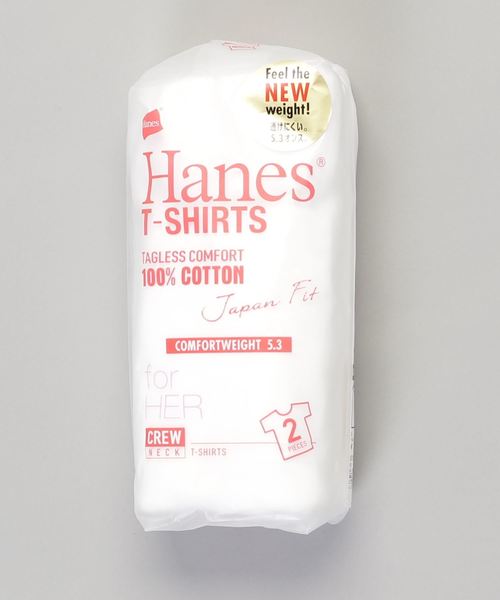 Feel the
NEW
weight!
透けにくい。
5.3オンス
Hanes
Hanes®
T-SHIRTS
TAGLESS COMFORT
100% COTTON
Japan Fit
COMFORTWEIGHT 5.3
for
HER
CREW
NECK
T-SHIRTS
2
PIECES